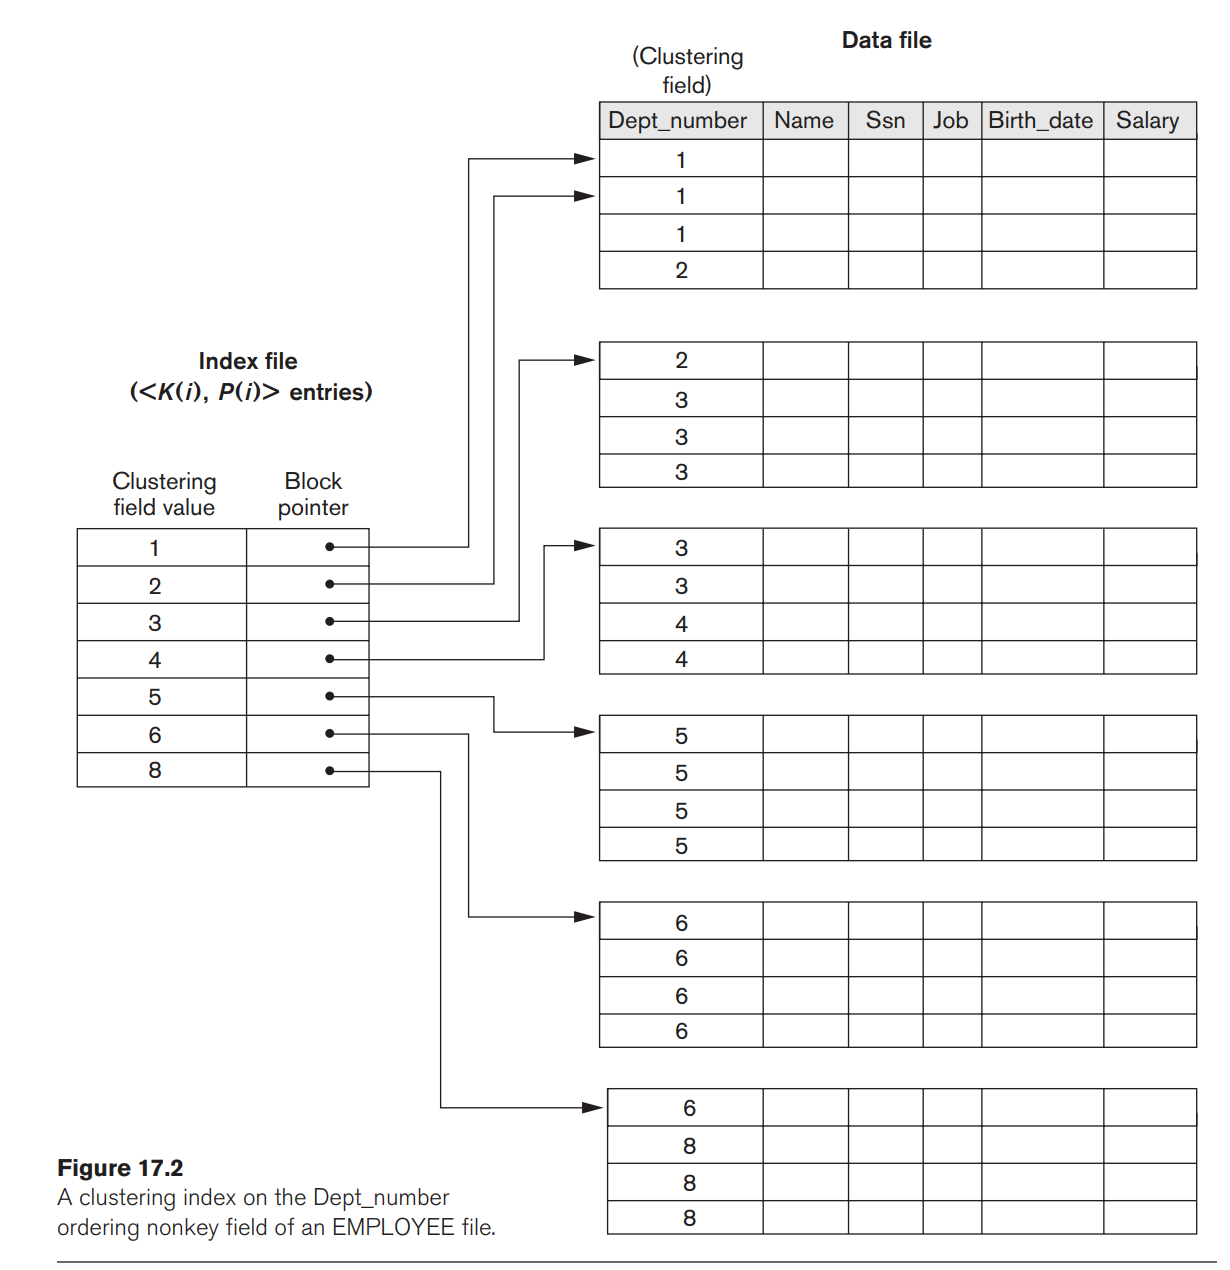 Data file
(Clustering
field)
Dept_number Name Ssn Job Birth_date Salary
1
1
1
2
2
3
3
3
3
3
4
4
5
5
5
5
6
6
6
6
6
8
8
8
Index file
(<K(i), P(i)> entries)
Clustering Block
field value pointer
1
2
3
4
5
6
8
Figure 17.2
A clustering index on the Dept_number
ordering nonkey field of an EMPLOYEE file.